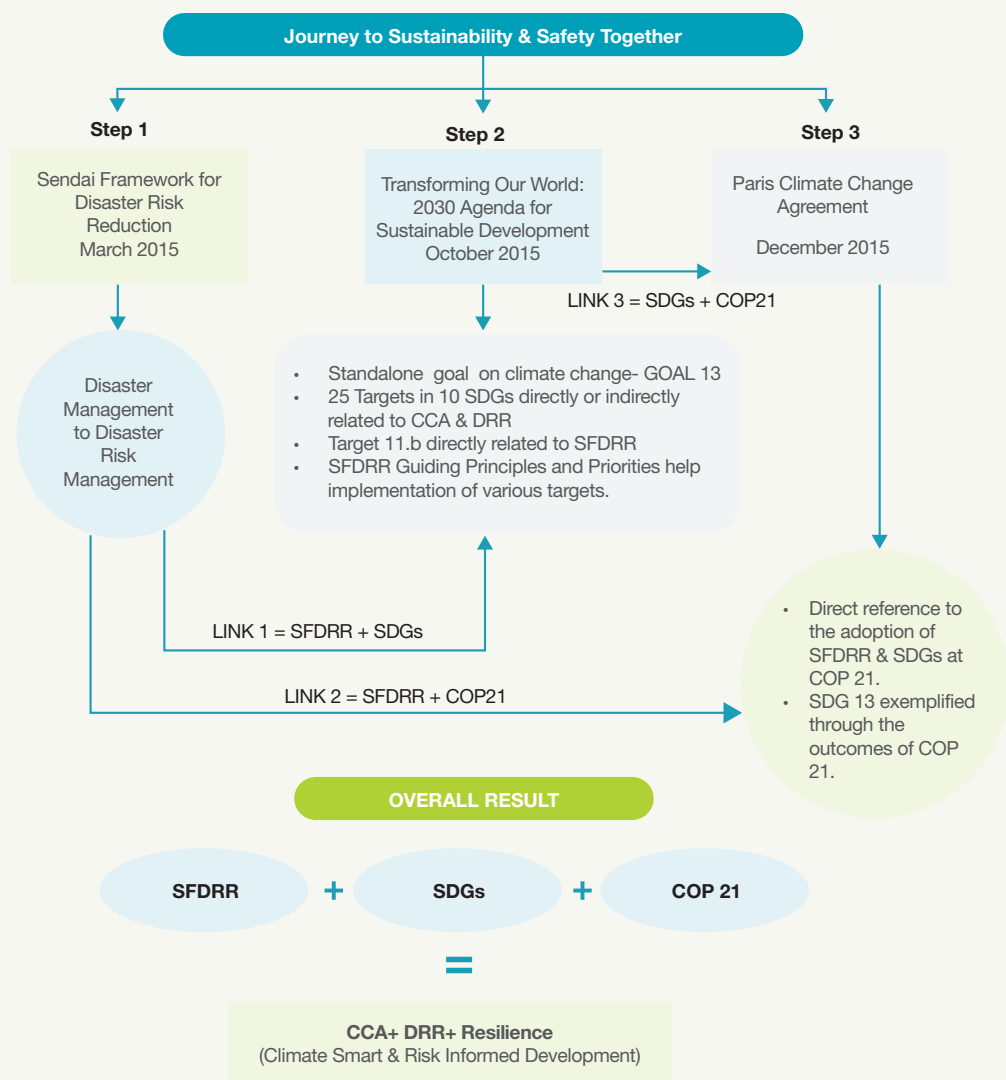 Journey to Sustainability & Safety Together
Step 1
Sendai Framework for
Disaster Risk
Reduction
March 2015
Step 2
Transforming Our World:
2030 Agenda for
Sustainable Development
October 2015
Step 3
Paris Climate Change
Agreement
December 2015
LINK 3 = SDGs + COP21
Disaster
Management
to Disaster
Risk
Management
• Standalone goal on climate change- GOAL 13
• 25 Targets in 10 SDGs directly or indirectly
related to CCA & DRR
• Target 11.b directly related to SFDRR
• SFDRR Guiding Principles and Priorities help
implementation of various targets.
LINK 1 = SFDRR + SDGs
LINK 2 = SFDRR + COP21
• Direct reference to
the adoption of
SFDRR & SDGs at
COP 21.
• SDG 13 exemplified
through the
outcomes of COP
21.
OVERALL RESULT
SFDRR + SDGs + COP 21
=
CCA+ DRR+ Resilience
(Climate Smart & Risk Informed Development)